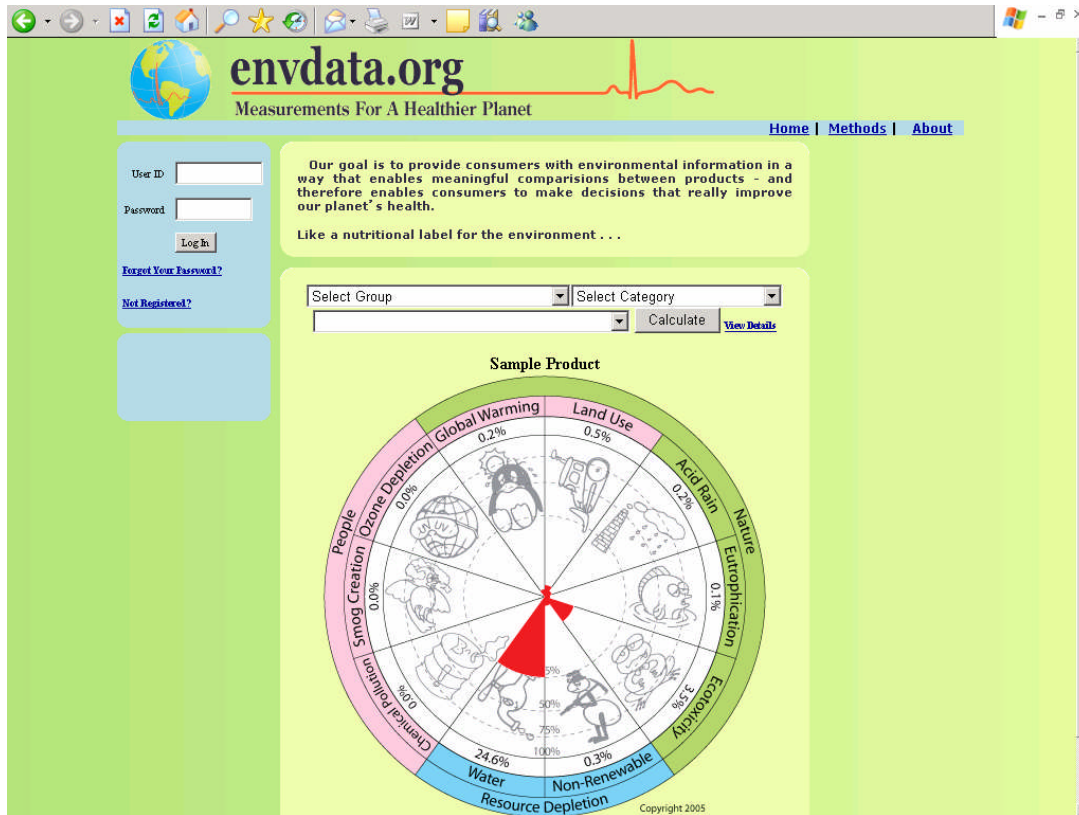 envdata.org
Measurements For A Healthier Planet
Home | Methods | About
User ID
Password
Log In
Forgot Your Password?
Not Registered?
Our goal is to provide consumers with environmental information in a
way that enables meaningful comparisions between products - and
therefore enables consumers to make decisions that really improve
our planet's health.
Like a nutritional label for the environment . . .
Select Group
Select Category
Calculate
View Details
Sample Product
Global Warming
0.2%
Land Use
0.5%
Acid Rain
0.2%
Nature
Eutrophication
0.1%
Ecotoxicity
3.5%
Non-Renewable
0.3%
Resource Depletion
Water
24.6%
Chemical Pollution
0.0%
Smog Creation
0.0%
Ozone Depletion
0.0%
People
UV UV
5%
50%
75%
100%
Copyright 2005